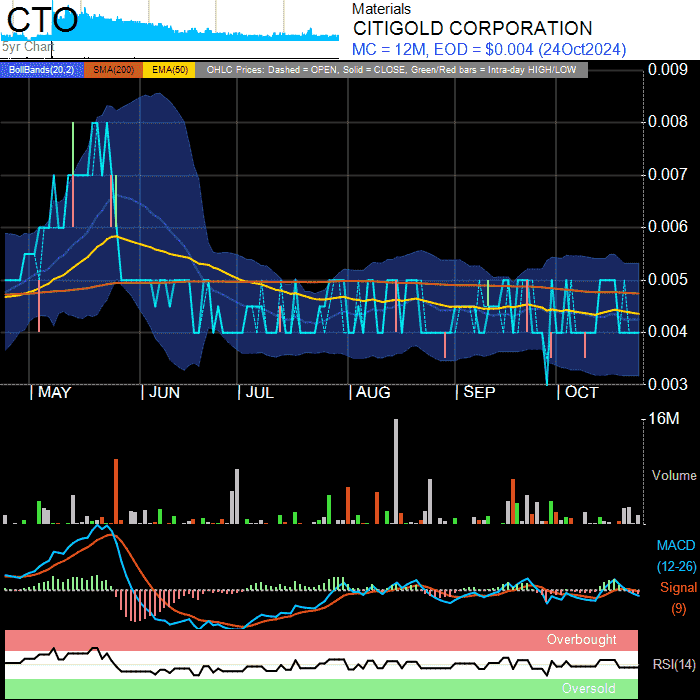 CTO
5yr Chart
Materials
CITIGOLD CORPORATION
MC = 12M, EOD = $0.004 (24Oct2024)
BollBands(20,2) SMA(200) EMA(50) OHLC Prices: Dashed = OPEN, Solid = CLOSE, Green/Red bars = Intra-day HIGH/LOW
0.009
0.008
0.007
0.006
0.005
0.004
0.003
MAY JUN JUL AUG SEP OCT
16M
Volume
MACD
(12-26)
Signal
(9)
Overbought
RSI(14)
Oversold